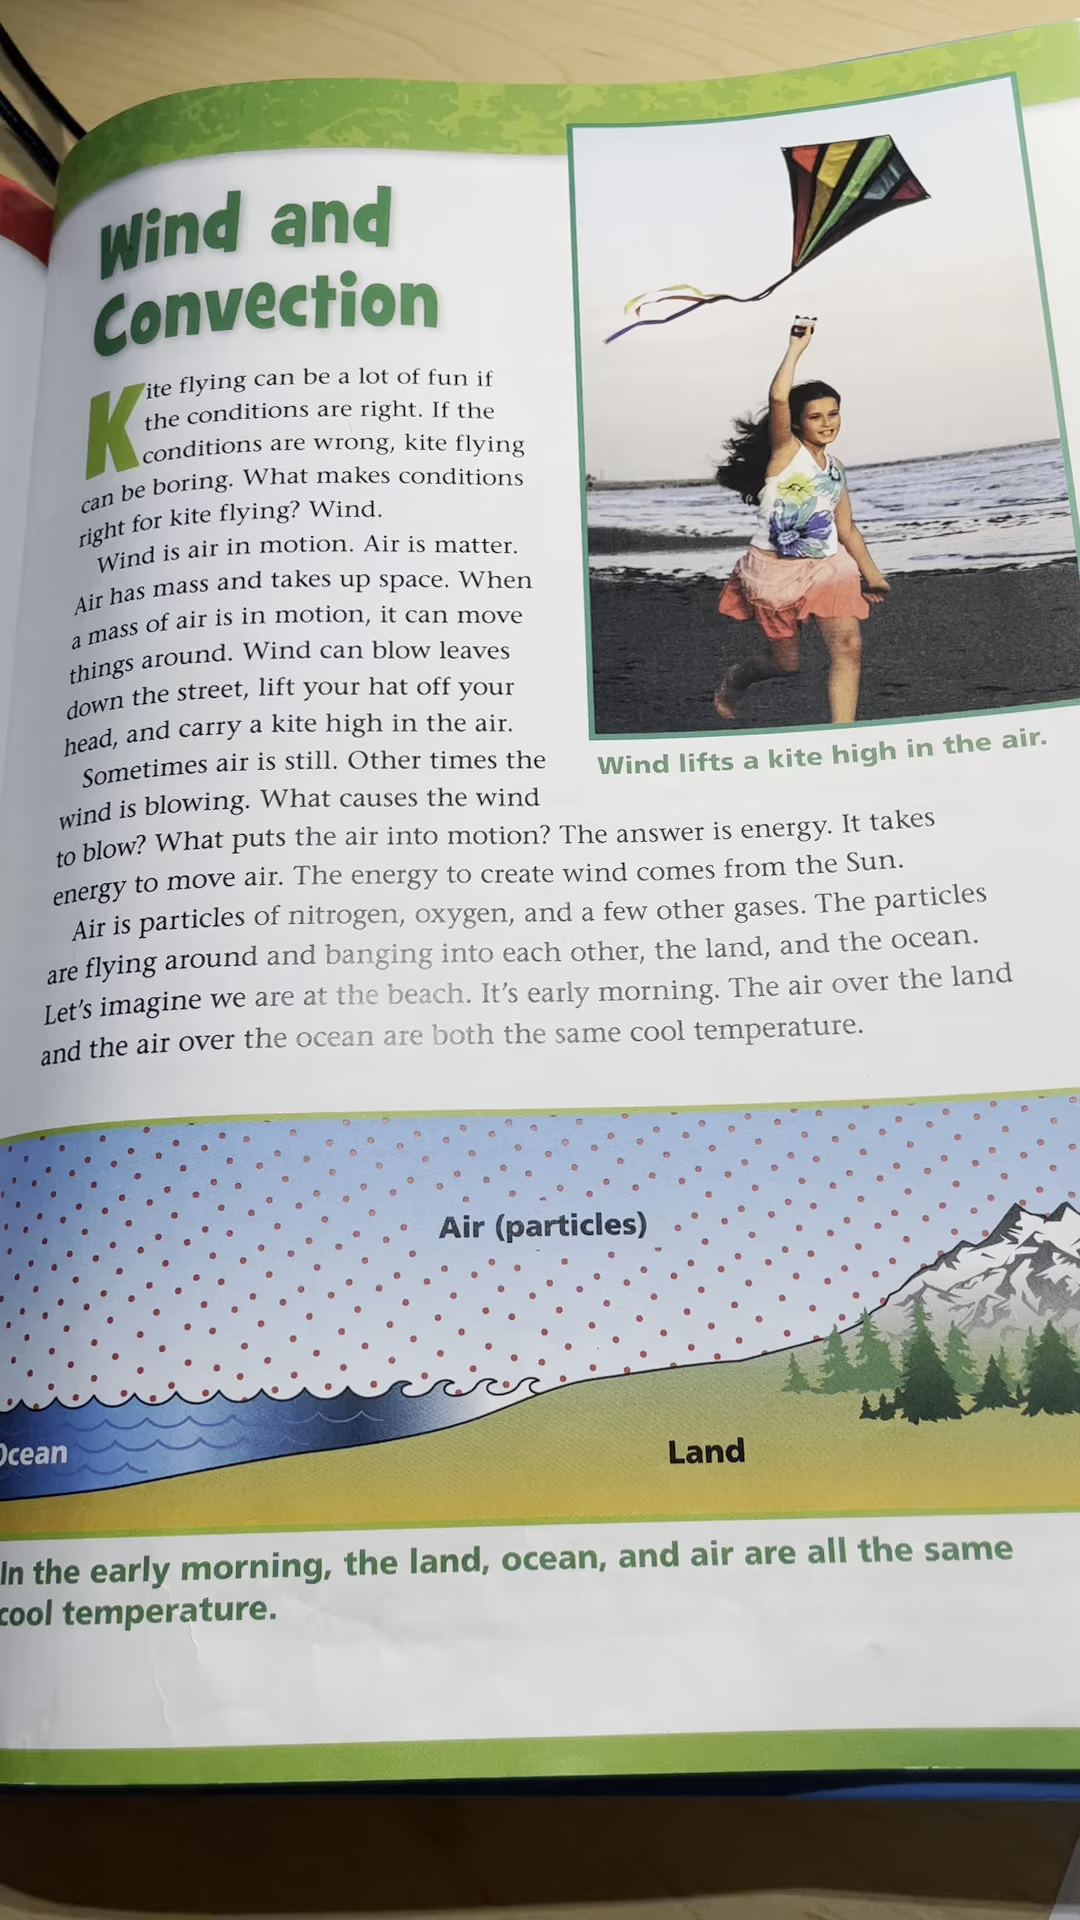 Wind and
Convection
Kite flying can be a lot of fun if
the conditions are right. If the
conditions are wrong, kite flying
can be boring. What makes conditions
right for kite flying? Wind.
Wind is air in motion. Air is matter.
Air has mass and takes up space. When
a mass of air is in motion, it can move
things around. Wind can blow leaves
down the street, lift your hat off your
head, and carry a kite high in the air.
Sometimes air is still. Other times the
wind is blowing. What causes the wind
to blow? What puts the air into motion? The answer is energy. It takes
energy to move air. The energy to create wind comes from the Sun.
Air is particles of nitrogen, oxygen, and a few other gases. The particles
are flying around and banging into each other, the land, and the ocean.
Let's imagine we are at the beach. It's early morning. The air over the land
and the air over the ocean are both the same cool temperature.
Wind lifts a kite high in the air.
Air (particles)
Ocean
Land
In the early morning, the land, ocean, and air are all the same
cool temperature.